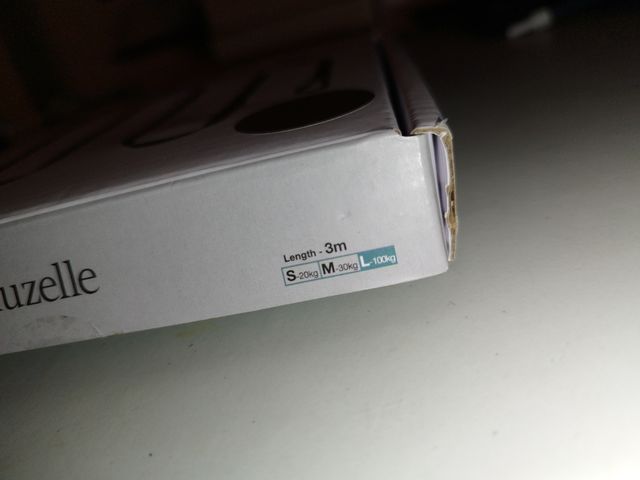 uzelle
Length - 3m
S-20kg M-30kg L-100kg